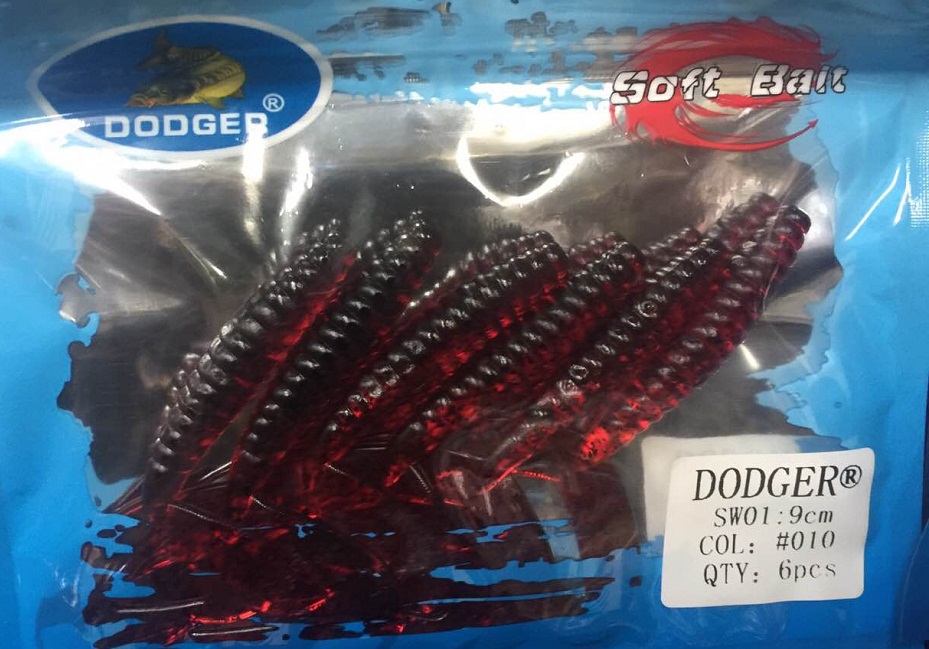 DODGER®
Soft Bait
DODGER®
SW01:9cm
COL: #010
QTY: 6pcs